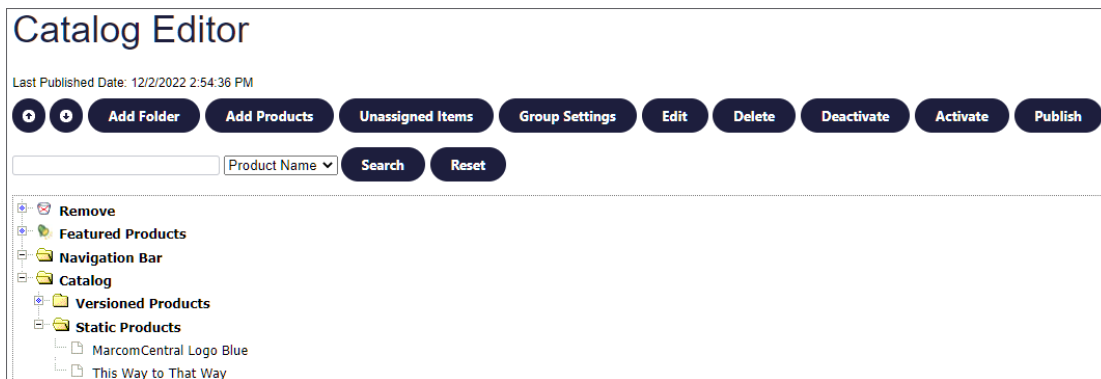 Catalog Editor
Last Published Date: 12/2/2022 2:54:36 PM
Add Folder Add Products Unassigned Items Group Settings Edit Delete Deactivate Activate Publish
Product Name Search Reset
Remove
Featured Products
Navigation Bar
Catalog
Versioned Products
Static Products
MarcomCentral Logo Blue
This Way to That Way